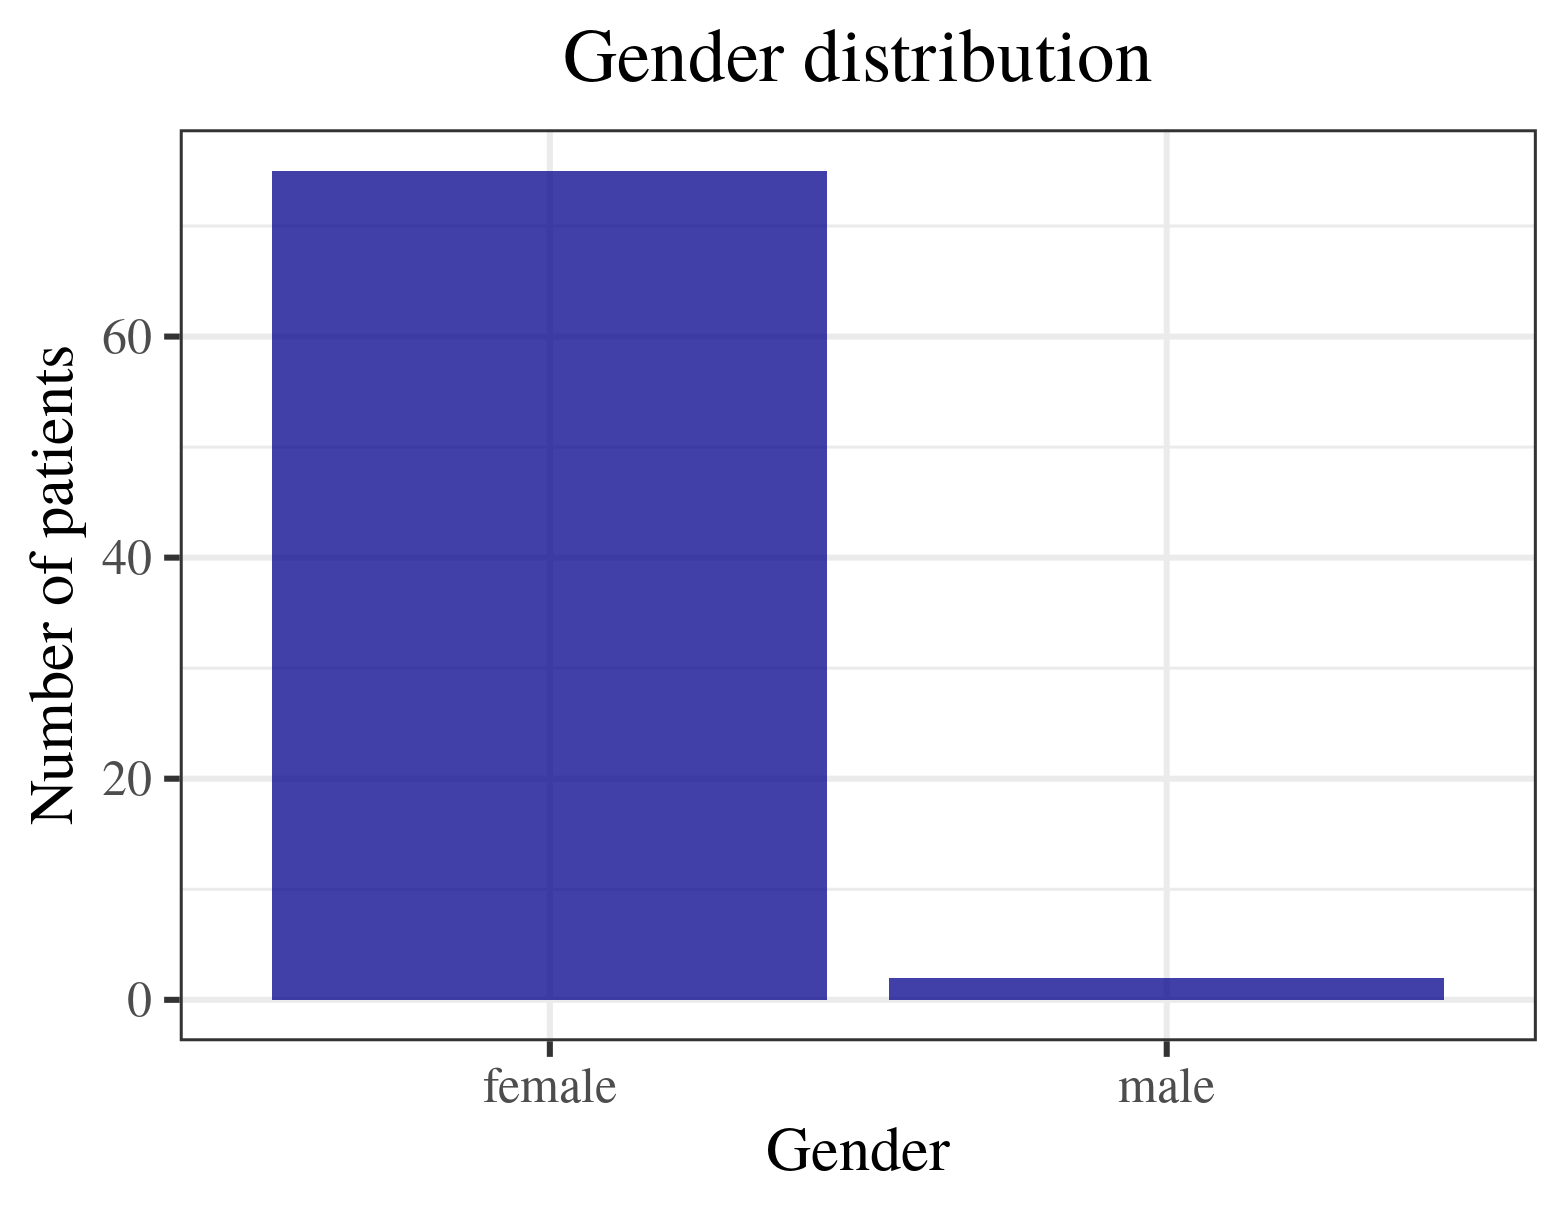 Gender distribution
Number of patients
60
40
20
0
female
male
Gender